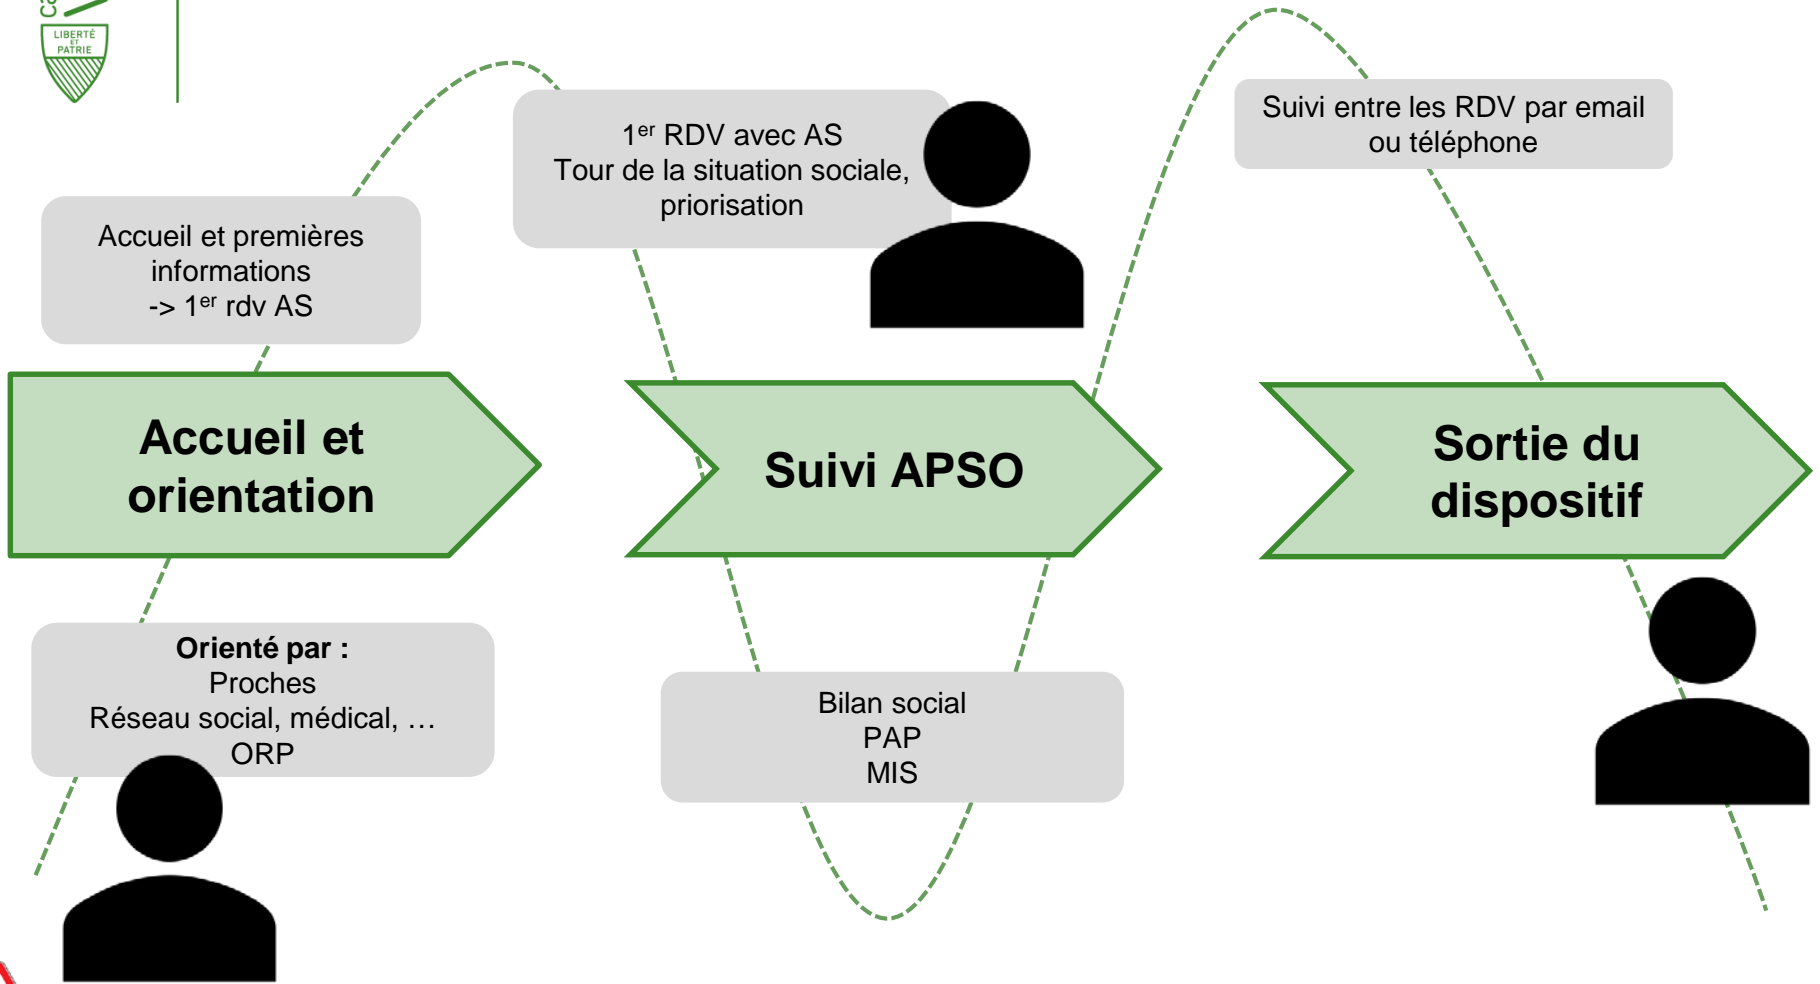 LIBERTÉ
ET
PATRIE
1er RDV avec AS
Tour de la situation sociale,
priorisation
Suivi entre les RDV par email
ou téléphone
Accueil et premières
informations
-> 1er rdv AS
Accueil et
orientation
Suivi APSO
Sortie du
dispositif
Orienté par :
Proches
Réseau social, médical, …
ORP
Bilan social
PAP
MIS